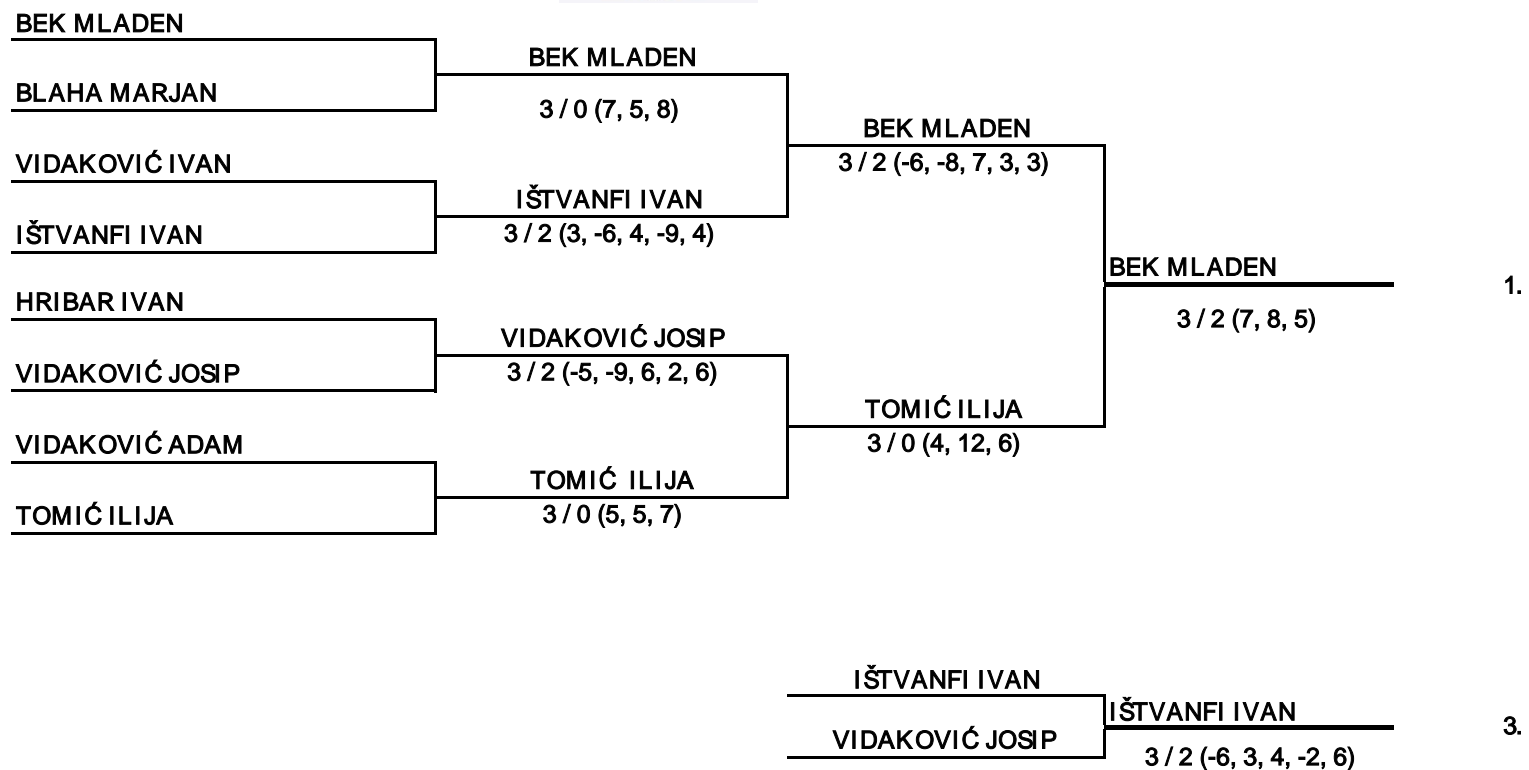 BEK MLADEN
BLAHA MARJAN
VIDAKOVIĆ IVAN
IŠTVANFI IVAN
HRIBAR IVAN
VIDAKOVIĆ JOSIP
VIDAKOVIĆ ADAM
TOMIĆ ILIJA
BEK MLADEN
3 / 0 (7, 5, 8)
IŠTVANFI IVAN
3 / 2 (3, -6, 4, -9, 4)
VIDAKOVIĆ JOSIP
3 / 2 (-5, -9, 6, 2, 6)
TOMIĆ ILIJA
3 / 0 (5, 5, 7)
BEK MLADEN
3 / 2 (-6, -8, 7, 3, 3)
TOMIĆ ILIJA
3 / 0 (4, 12, 6)
BEK MLADEN
3 / 2 (7, 8, 5)
1.
IŠTVANFI IVAN
VIDAKOVIĆ JOSIP
IŠTVANFI IVAN
3 / 2 (-6, 3, 4, -2, 6)
3.